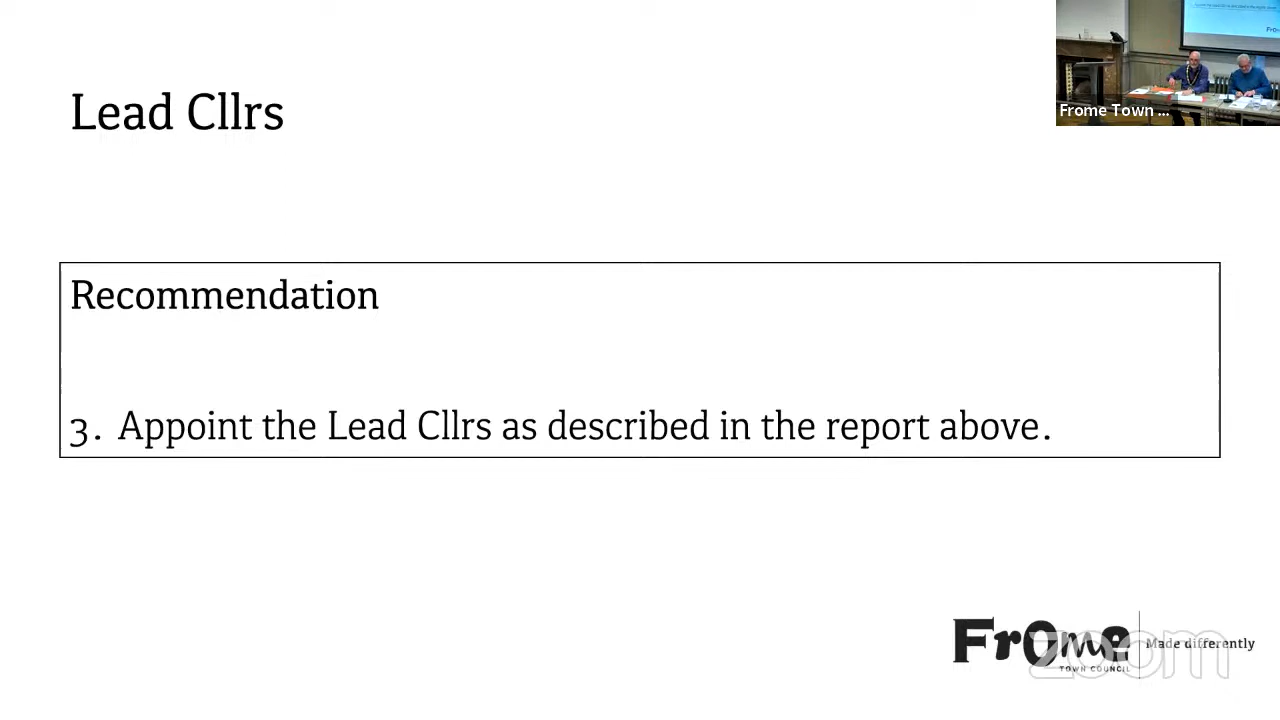 Lead Cllrs
Frome Town ...
Recommendation
3. Appoint the Lead Cllrs as described in the report above.
Frome
TOWN COUNCIL
Made differently
zoom